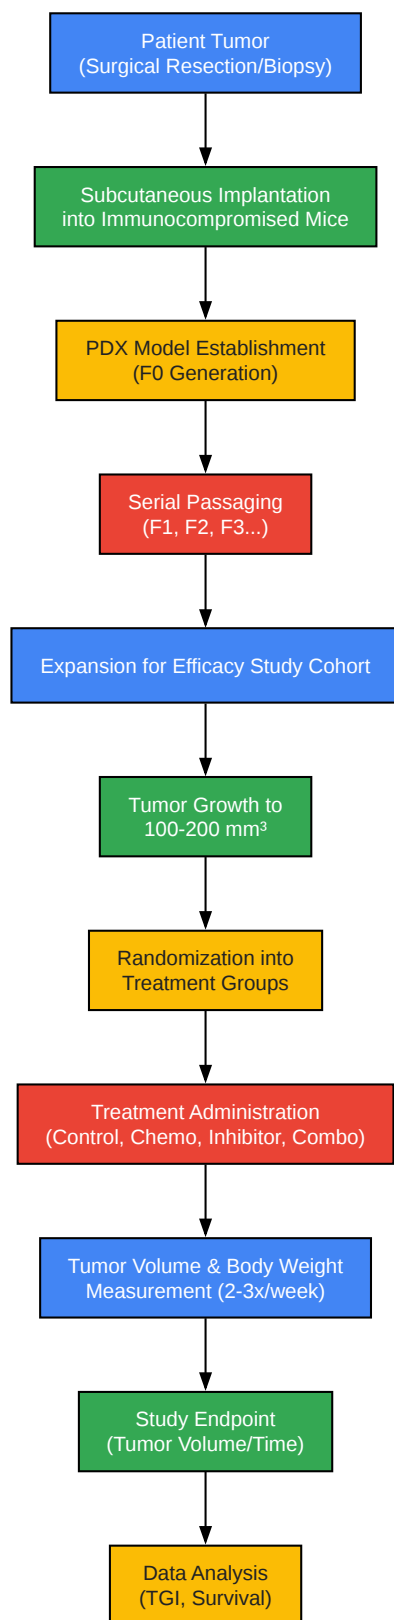 Patient Tumor
(Surgical Resection/Biopsy)
Subcutaneous Implantation
into Immunocompromised Mice
PDX Model Establishment
(F0 Generation)
Serial Passaging
(F1, F2, F3...)
Expansion for Efficacy Study Cohort
Tumor Growth to
100-200 mm³
Randomization into
Treatment Groups
Treatment Administration
(Control, Chemo, Inhibitor, Combo)
Tumor Volume & Body Weight
Measurement (2-3x/week)
Study Endpoint
(Tumor Volume/Time)
Data Analysis
(TGI, Survival)